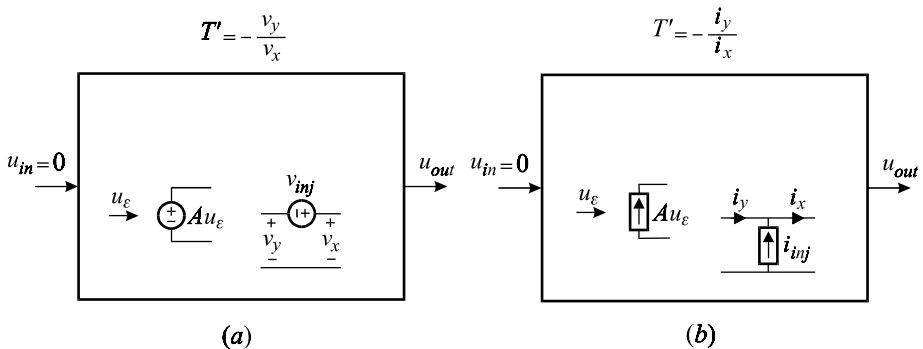 T' = - v_y / v_x
T' = - i_y / i_x
u_in = 0
u_out
u_ε
+
−
Au_ε
v_inj
− +
+ +
v_y v_x
− −
u_in = 0
u_out
u_ε
Au_ε
i_y i_x
i_inj
(a)
(b)